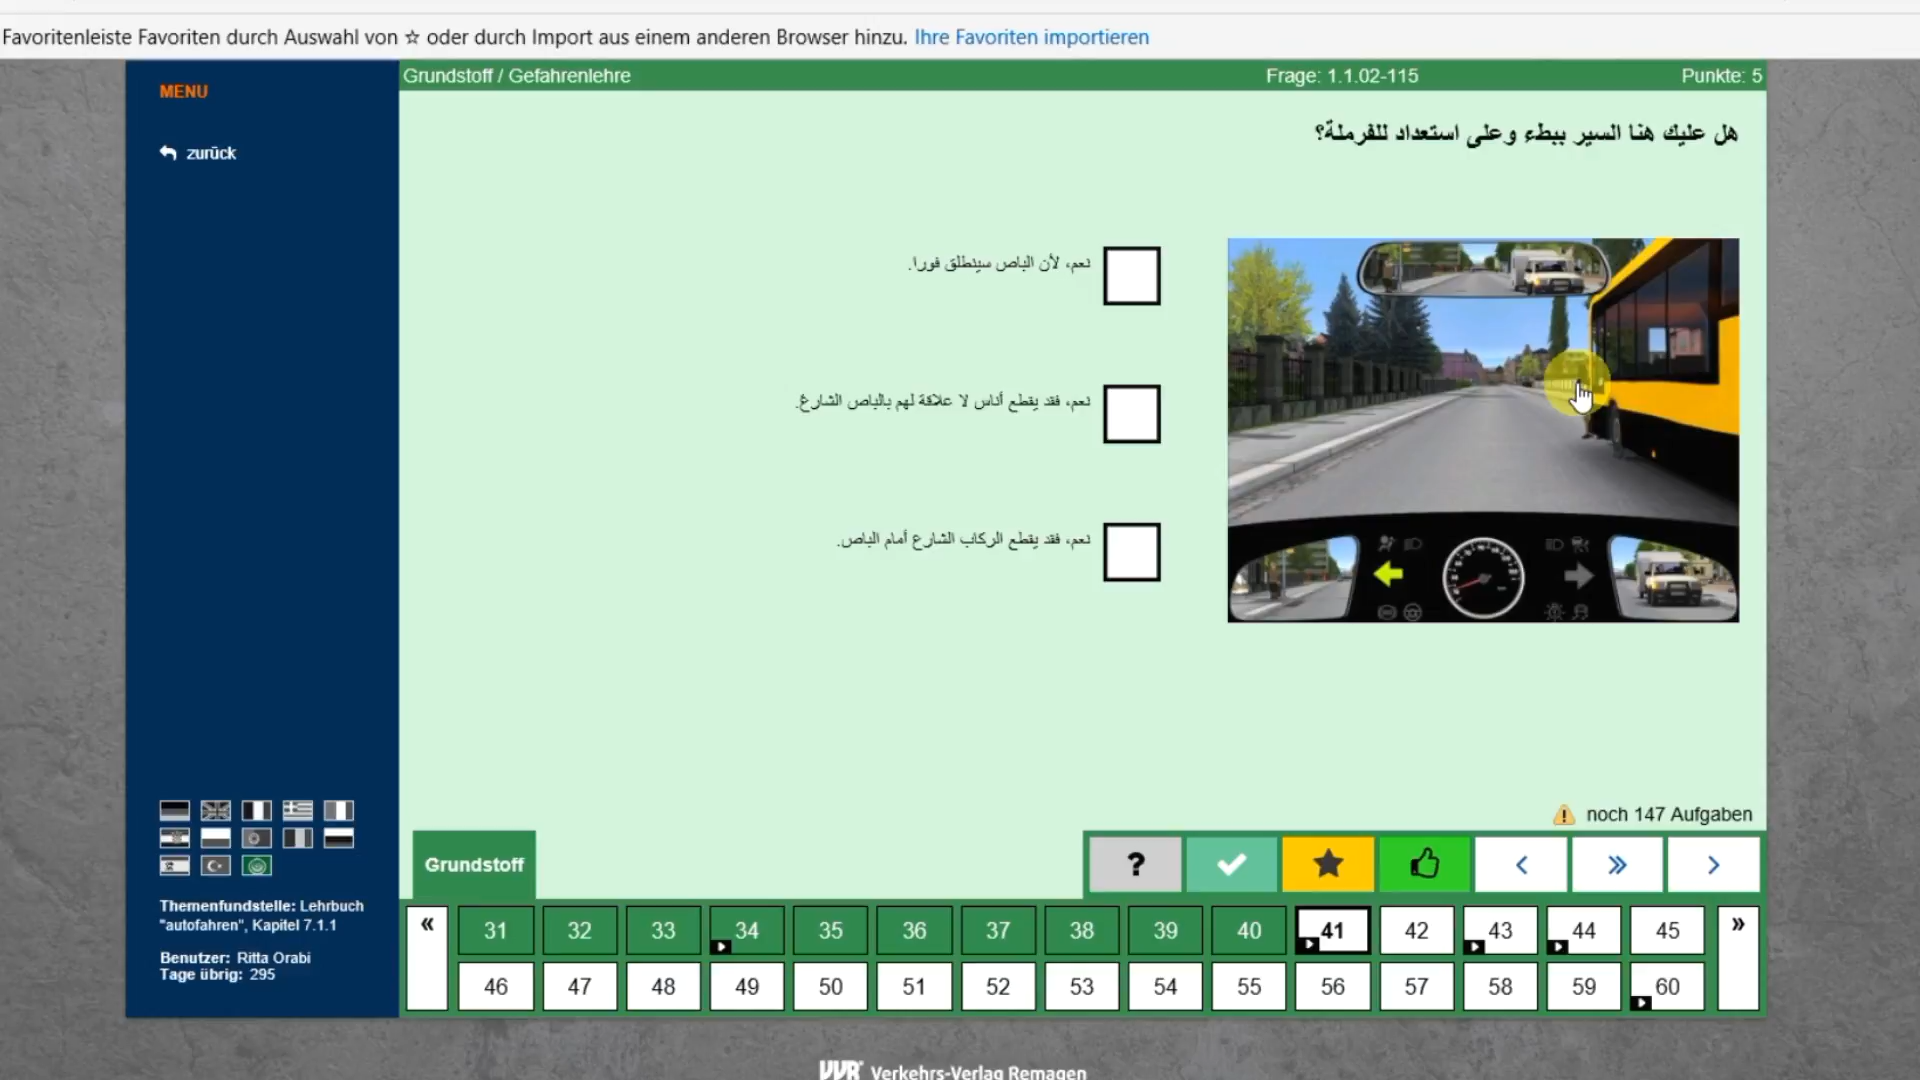 Favoritenleiste Favoriten durch Auswahl von ☆ oder durch Import aus einem anderen Browser hinzu. Ihre Favoriten importieren
MENU
zurück
Grundstoff / Gefahrenlehre Frage: 1.1.02-115 Punkte: 5
هل عليك هنا السير ببطء وعلى استعداد للفرملة؟
نعم، لأن الباص سينطلق فورا.
نعم، فقد يقطع أناس لا علاقة لهم بالباص الشارغ.
نعم، فقد يقطع الركاب الشارع أمام الباص.
noch 147 Aufgaben
Grundstoff
?
« 31 32 33 34 35 36 37 38 39 40 41 42 43 44 45 »
46 47 48 49 50 51 52 53 54 55 56 57 58 59 60
Themenfundstelle: Lehrbuch
"autofahren", Kapitel 7.1.1
Benutzer: Ritta Orabi
Tage übrig: 295
VVR Verkehrs-Verlag Remagen